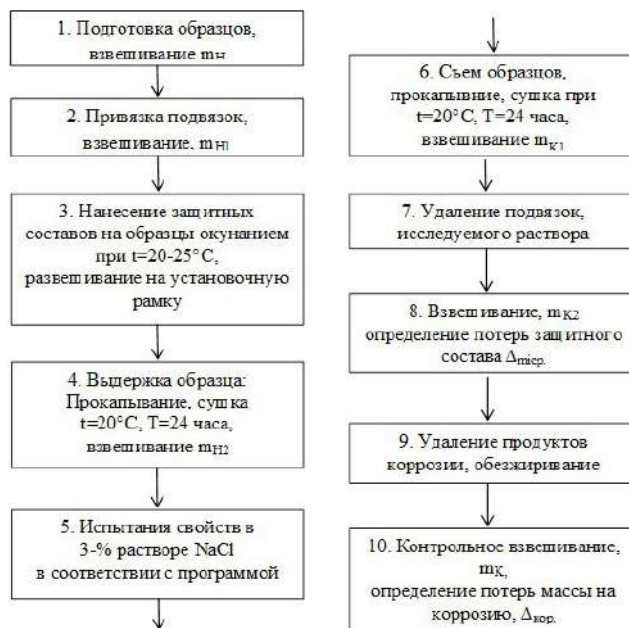 1. Подготовка образцов,
взвешивание mН
2. Привязка подвязок,
взвешивание, mН1
3. Нанесение защитных
составов на образцы окунанием
при t=20-25°C,
развешивание на установочную
рамку
4. Выдержка образца:
Прокапывание, сушка
t=20°C, T=24 часа,
взвешивание mН2
5. Испытания свойств в
3-% растворе NaCl
в соответствии с программой
6. Съем образцов,
прокапывние, сушка при
t=20°C, T=24 часа,
взвешивание mК1
7. Удаление подвязок,
исследуемого раствора
8. Взвешивание, mК2
определение потерь защитного
состава Δmicp.
9. Удаление продуктов
коррозии, обезжиривание
10. Контрольное взвешивание,
mК,
определение потерь массы на
коррозию, Δкор.